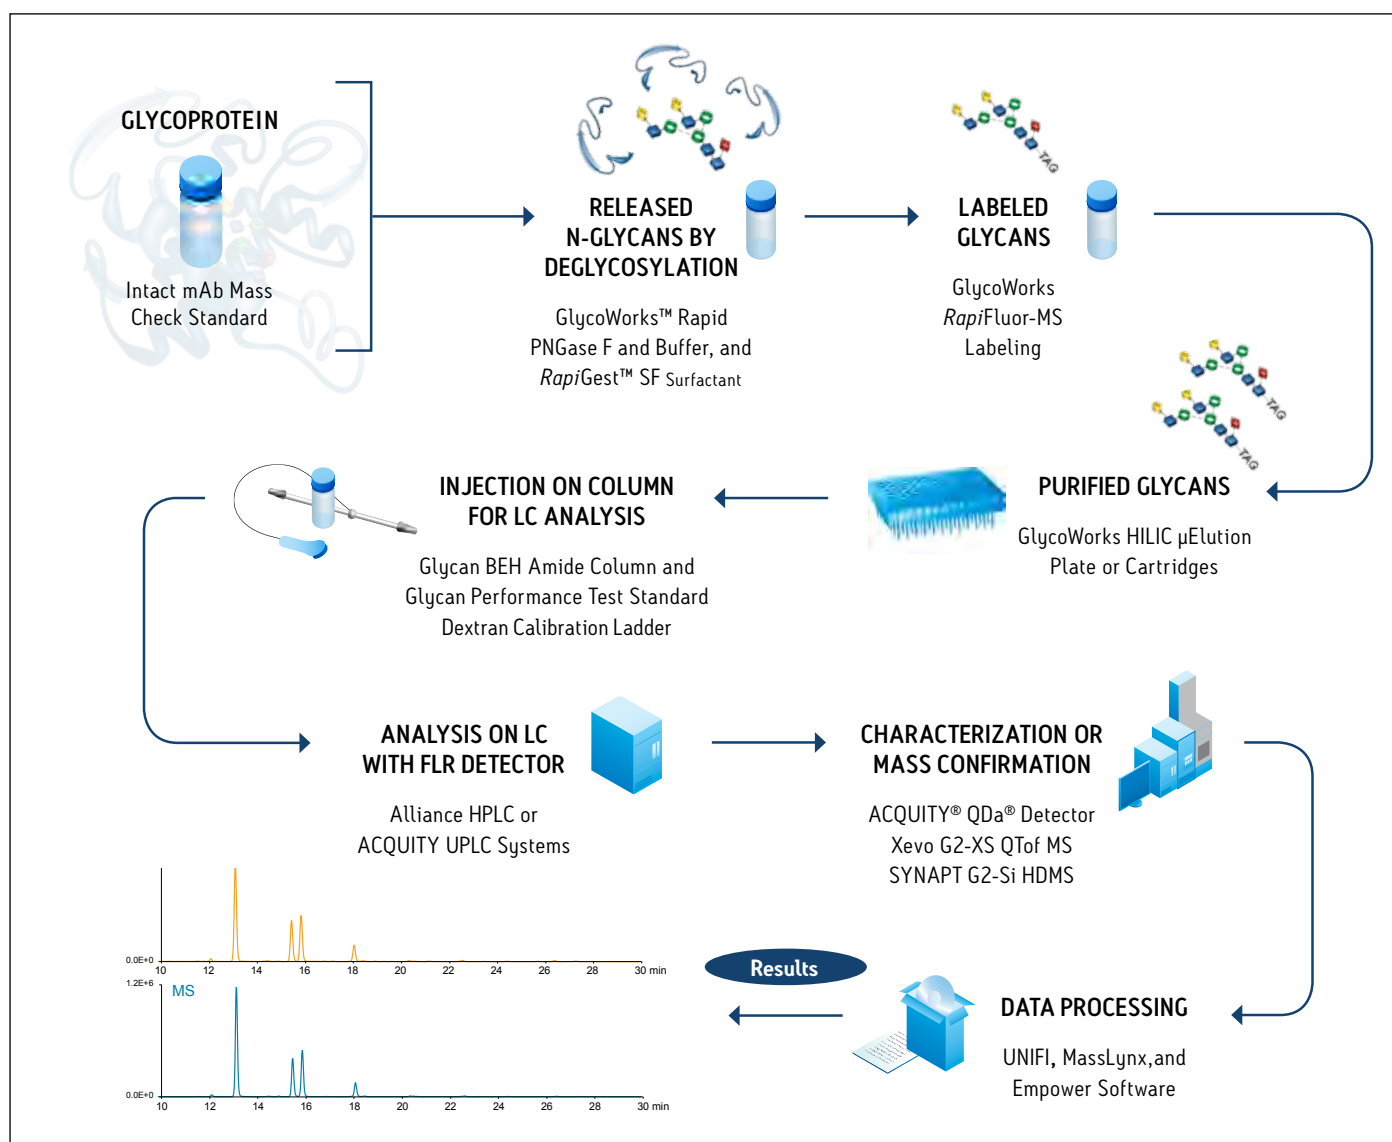 GLYCOPROTEIN
Intact mAb Mass
Check Standard
RELEASED
N-GLYCANS BY
DEGLYCOSYLATION
GlycoWorks™ Rapid
PNGase F and Buffer, and
RapiGest™ SF Surfactant
TAG
LABELED
GLYCANS
GlycoWorks
RapiFluor-MS
Labeling
TAG
TAG
PURIFIED GLYCANS
GlycoWorks HILIC µElution
Plate or Cartridges
INJECTION ON COLUMN
FOR LC ANALYSIS
Glycan BEH Amide Column and
Glycan Performance Test Standard
Dextran Calibration Ladder
ANALYSIS ON LC
WITH FLR DETECTOR
Alliance HPLC or
ACQUITY UPLC Systems
CHARACTERIZATION OR
MASS CONFIRMATION
ACQUITY® QDa® Detector
Xevo G2-XS QTof MS
SYNAPT G2-Si HDMS
DATA PROCESSING
UNIFI, MassLynx,and
Empower Software
Results
0.0E+0
10 12 14 16 18 20 22 24 26 28 30 min
1.2E+6
MS
0.0E+0
10 12 14 16 18 20 22 24 26 28 30 min